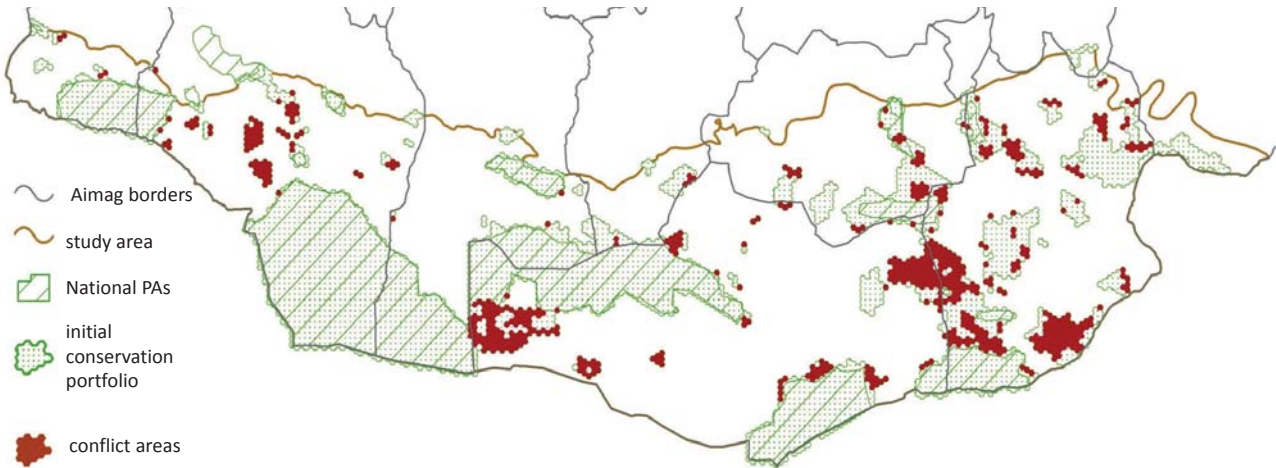 Aimag borders
study area
National PAs
initial
conservation
portfolio
conflict areas